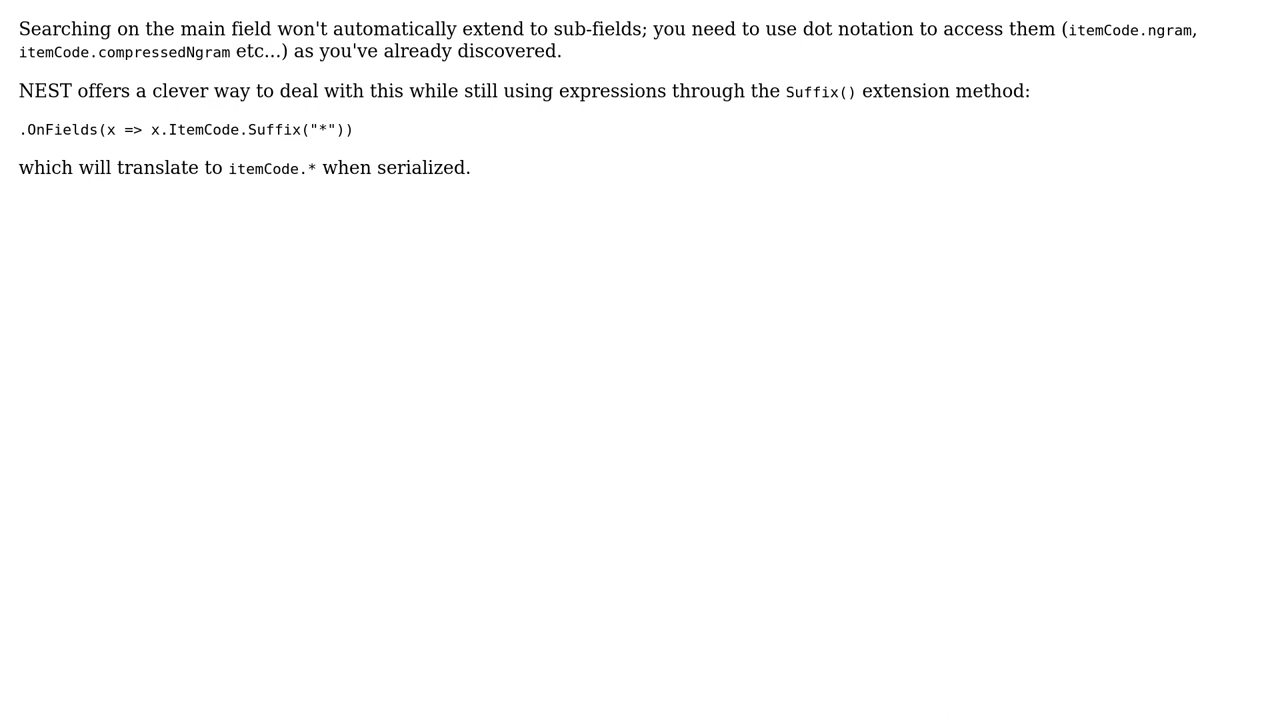 Searching on the main field won't automatically extend to sub-fields; you need to use dot notation to access them (itemCode.ngram,
itemCode.compressedNgram etc...) as you've already discovered.
NEST offers a clever way to deal with this while still using expressions through the Suffix() extension method:
.OnFields(x => x.ItemCode.Suffix("*"))
which will translate to itemCode.* when serialized.